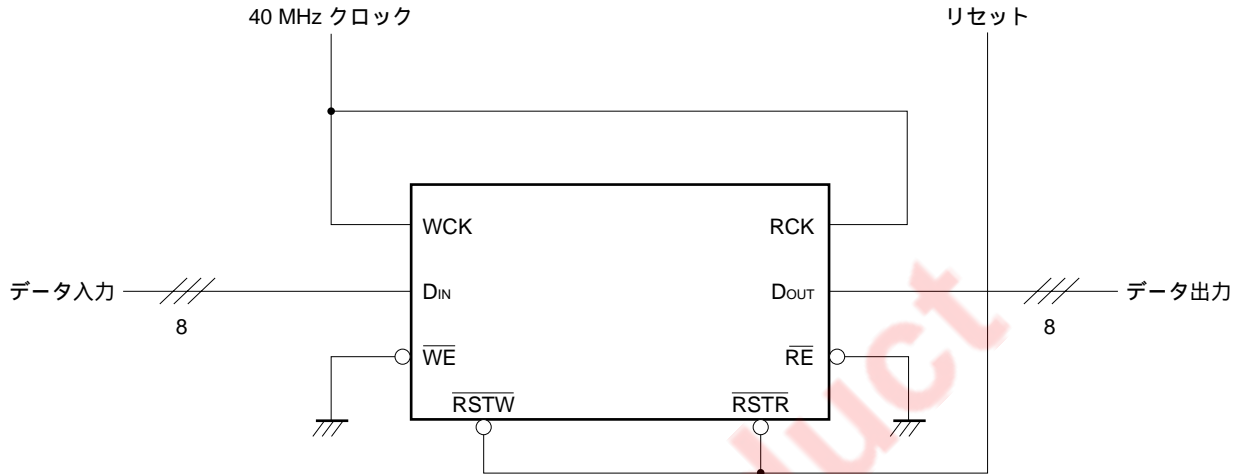 40 MHz クロック
リセット
WCK
RCK
データ入力
8
DIN
DOUT
8
データ出力
WE
RE
RSTW
RSTR